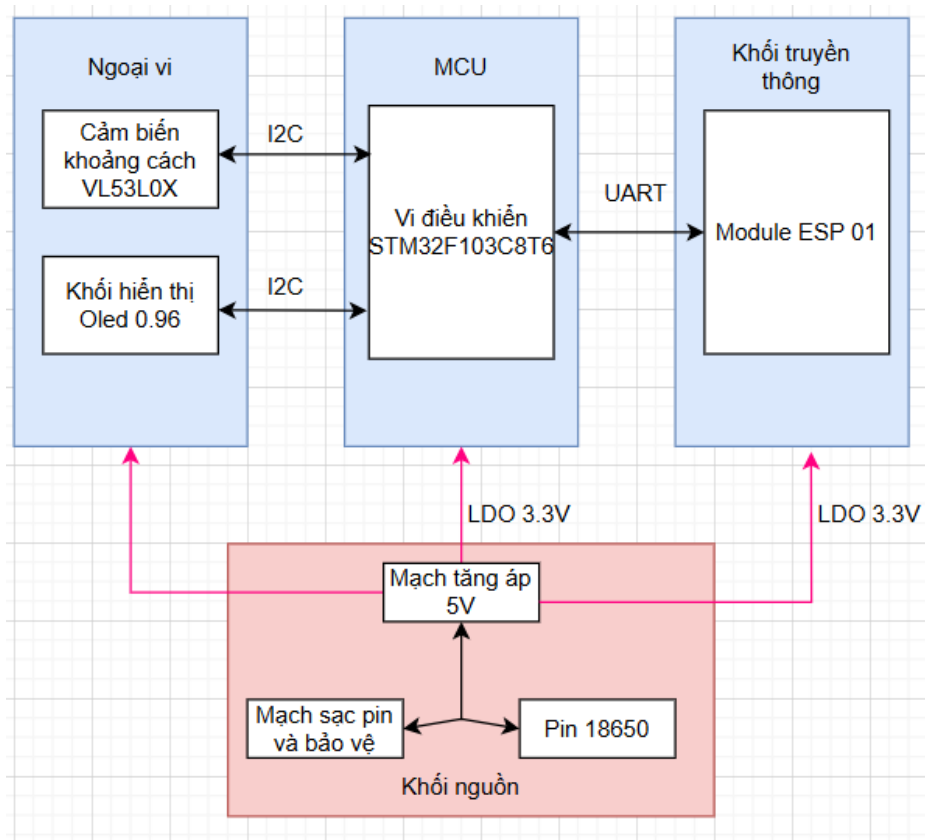 Ngoại vi
Cảm biến
khoảng cách
VL53L0X
Khối hiển thị
Oled 0.96
I2C
I2C
MCU
Vi điều khiển
STM32F103C8T6
UART
Khối truyền
thông
Module ESP 01
LDO 3.3V
LDO 3.3V
Mạch tăng áp
5V
Mạch sạc pin
và bảo vệ
Pin 18650
Khối nguồn